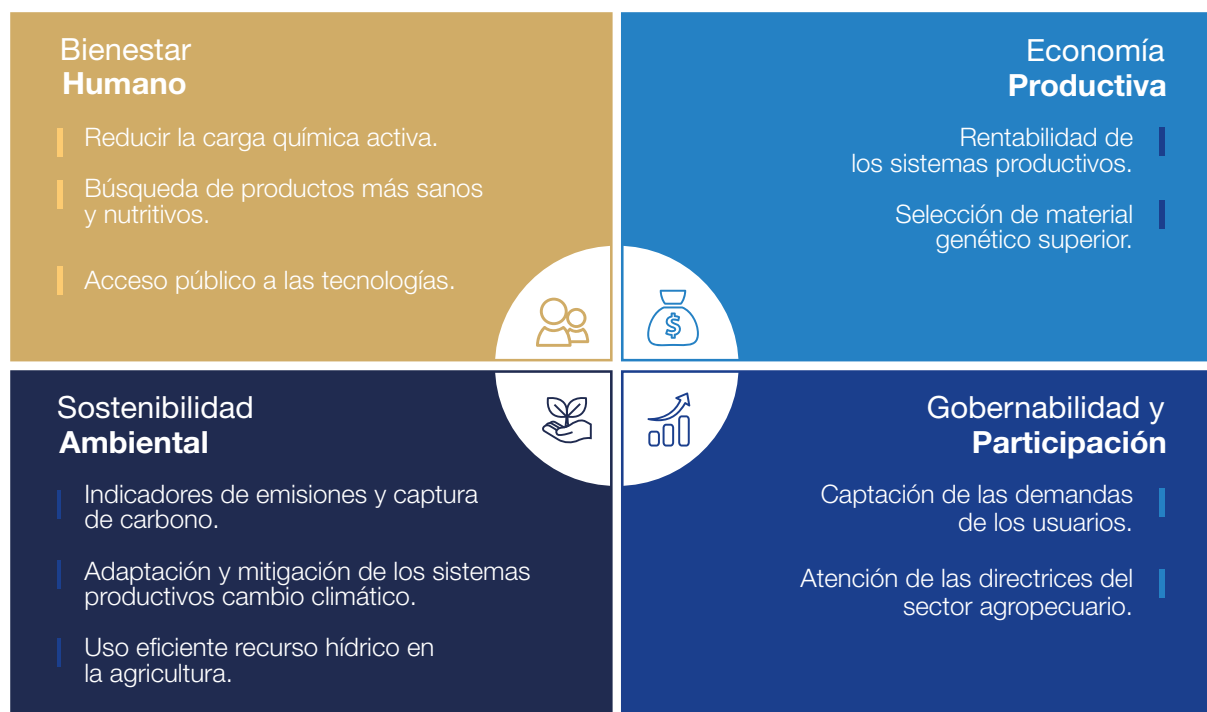 Bienestar
Humano
Reducir la carga química activa.
Búsqueda de productos más sanos
y nutritivos.
Acceso público a las tecnologías.
Economía
Productiva
Rentabilidad de
los sistemas productivos.
Selección de material
genético superior.
$
Sostenibilidad
Ambiental
Indicadores de emisiones y captura
de carbono.
Adaptación y mitigación de los sistemas
productivos cambio climático.
Uso eficiente recurso hídrico en
la agricultura.
Gobernabilidad y
Participación
Captación de las demandas
de los usuarios.
Atención de las directrices del
sector agropecuario.